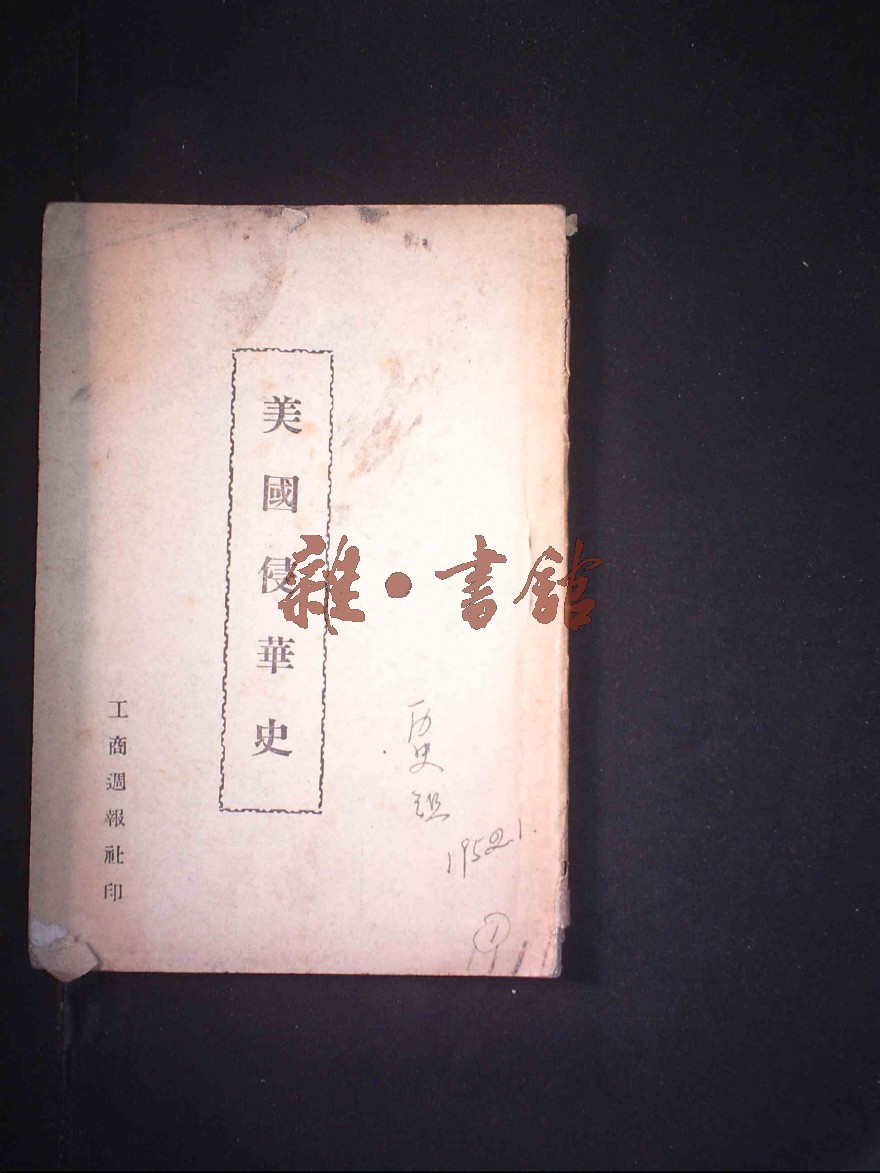 美國侵華史
工商週報社印
历史组
1952.1.
1
雜·書館